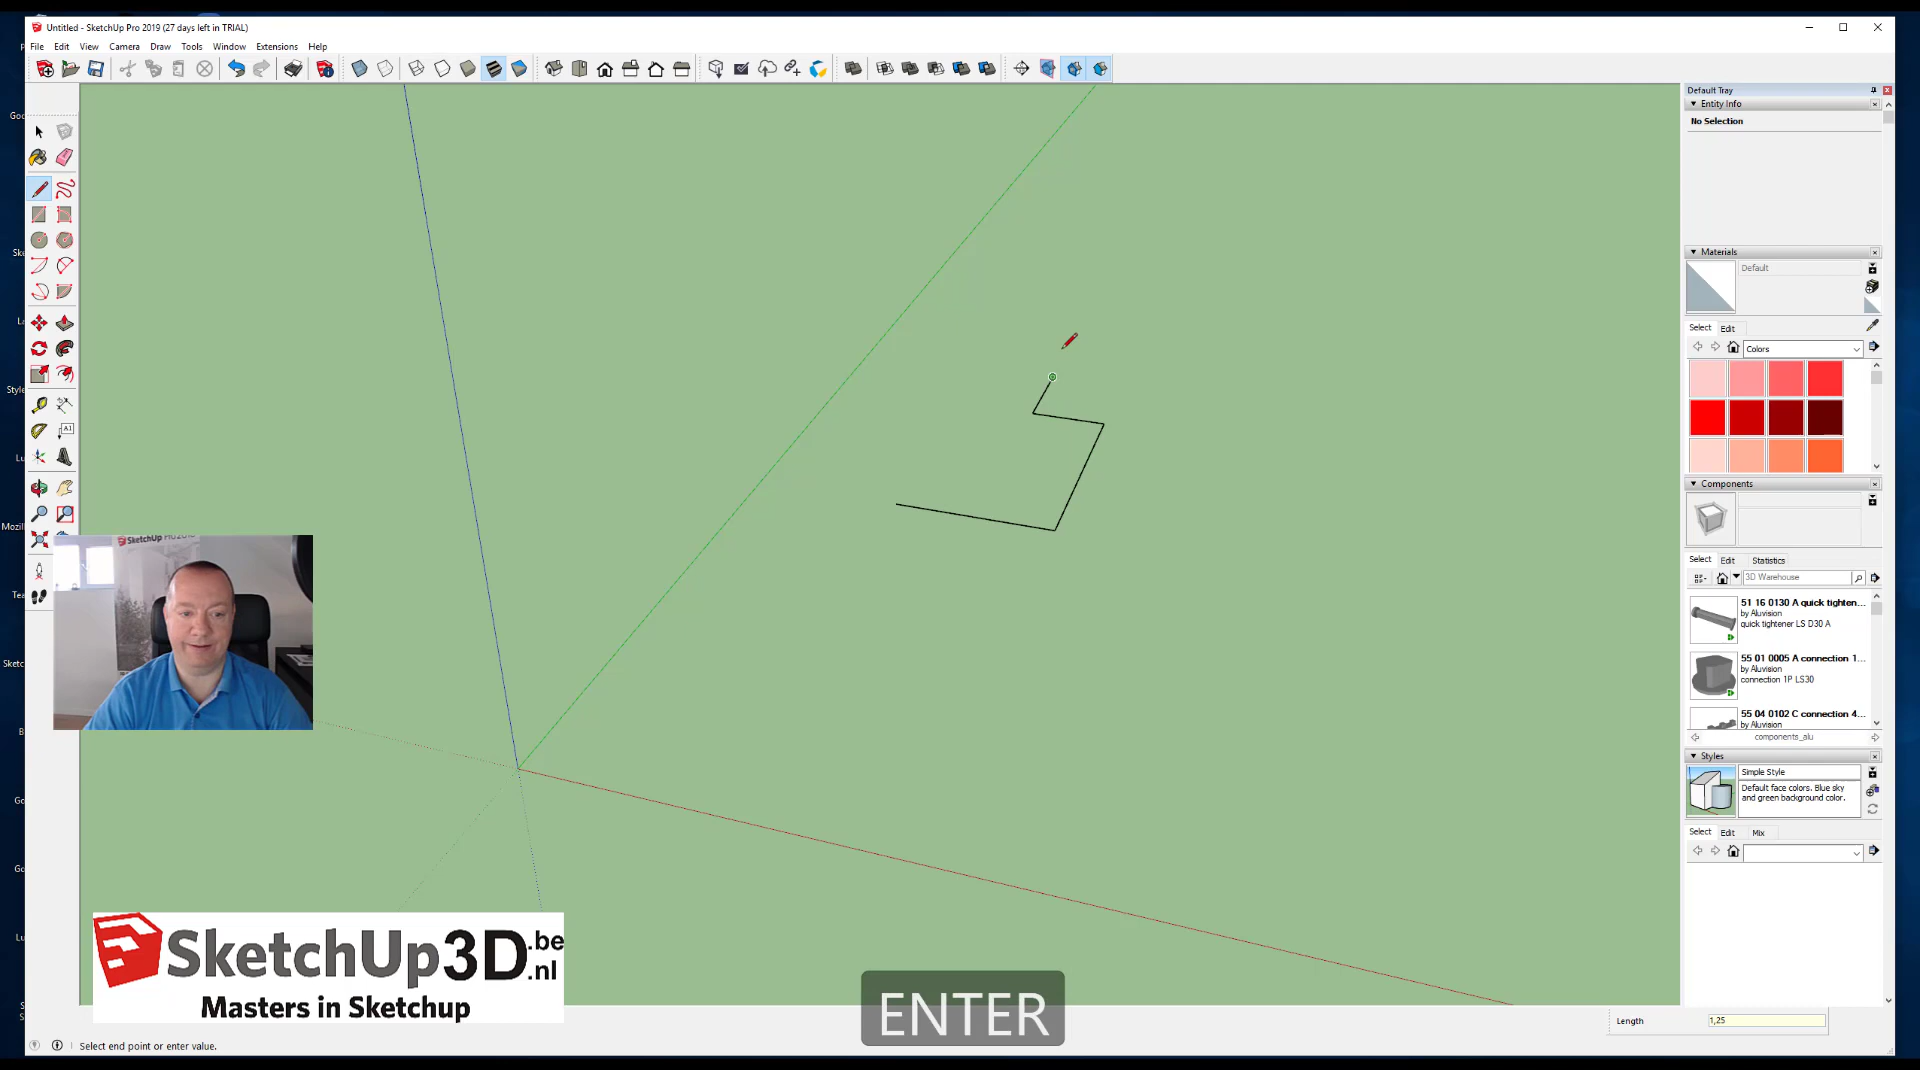 Untitled - SketchUp Pro 2019 (27 days left in TRIAL)
File Edit View Camera Draw Tools Window Extensions Help
Default Tray
Entity Info
No Selection
Materials
Default
Select Edit
Colors
Components
Select Edit Statistics
3D Warehouse
51 16 0130 A quick tighten...
by Aluvision
quick tightener LS D30 A
55 01 0005 A connection 1...
by Aluvision
connection 1P LS30
55 04 0102 C connection 4...
by Aluvision
components_alu
Styles
Simple Style
Default face colors. Blue sky
and green background color.
Select Edit Mix
SketchUp3D.be
.nl
Masters in Sketchup
ENTER
Length 1,25
Select end point or enter value.